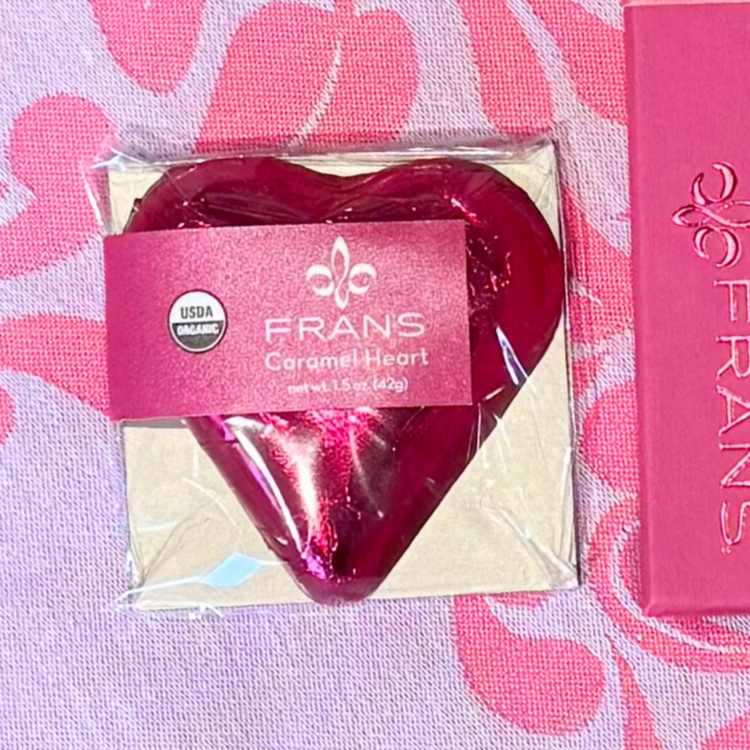 USDA
ORGANIC
FRANS
Caramel Heart
net wt. 1.5 oz. (42g)
FRANS